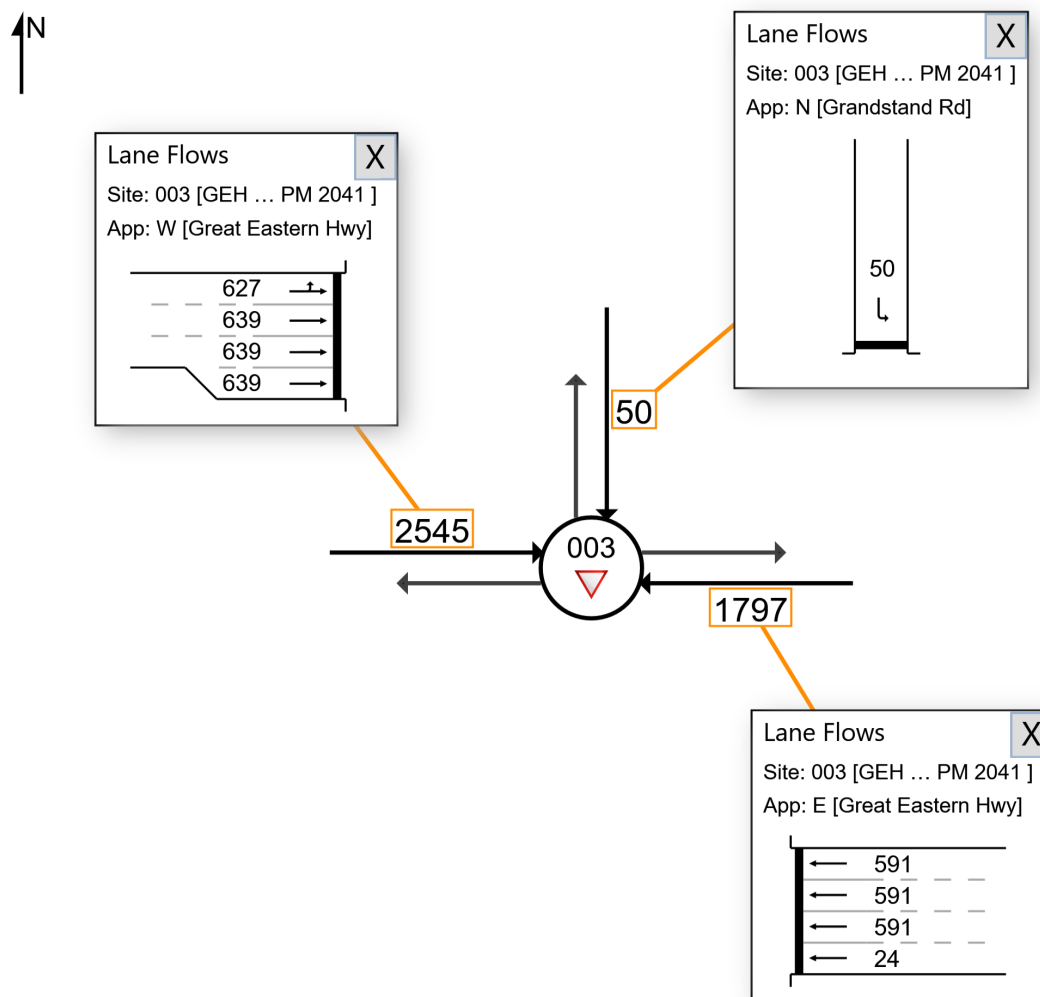 N
Lane Flows
X
Site: 003 [GEH ... PM 2041 ]
App: N [Grandstand Rd]
50
Lane Flows
X
Site: 003 [GEH ... PM 2041 ]
App: W [Great Eastern Hwy]
627
639
639
639
50
2545
003
1797
Lane Flows
X
Site: 003 [GEH ... PM 2041 ]
App: E [Great Eastern Hwy]
591
591
591
24